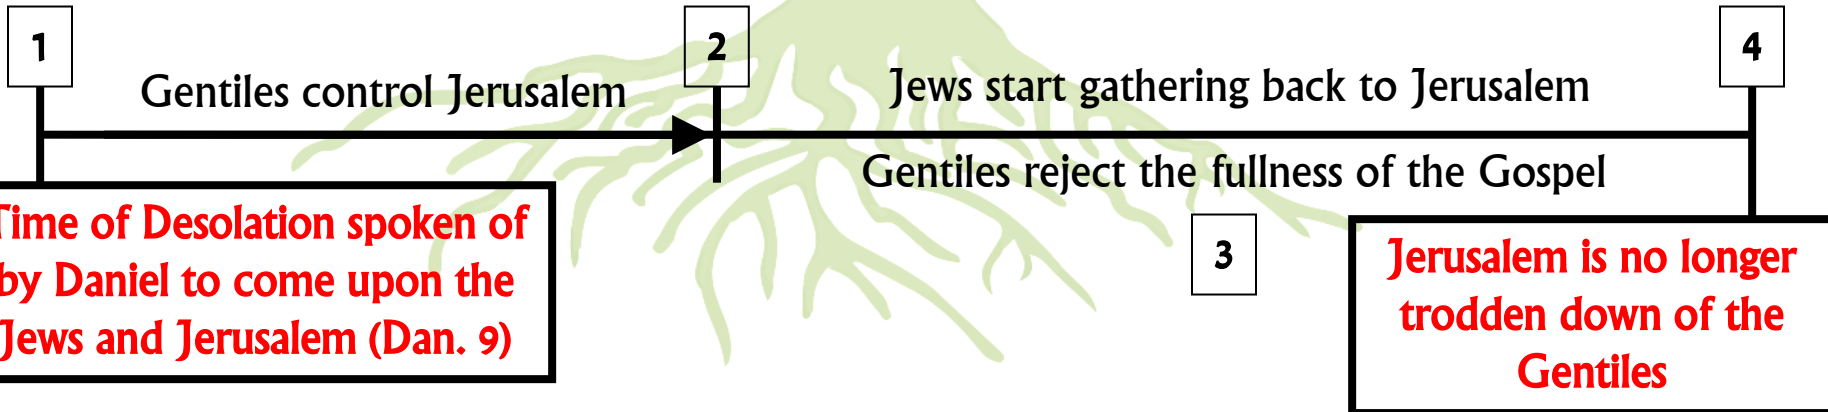 1
2
4
Gentiles control Jerusalem
Jews start gathering back to Jerusalem
Gentiles reject the fullness of the Gospel
Time of Desolation spoken of
by Daniel to come upon the
Jews and Jerusalem (Dan. 9)
3
Jerusalem is no longer
trodden down of the
Gentiles